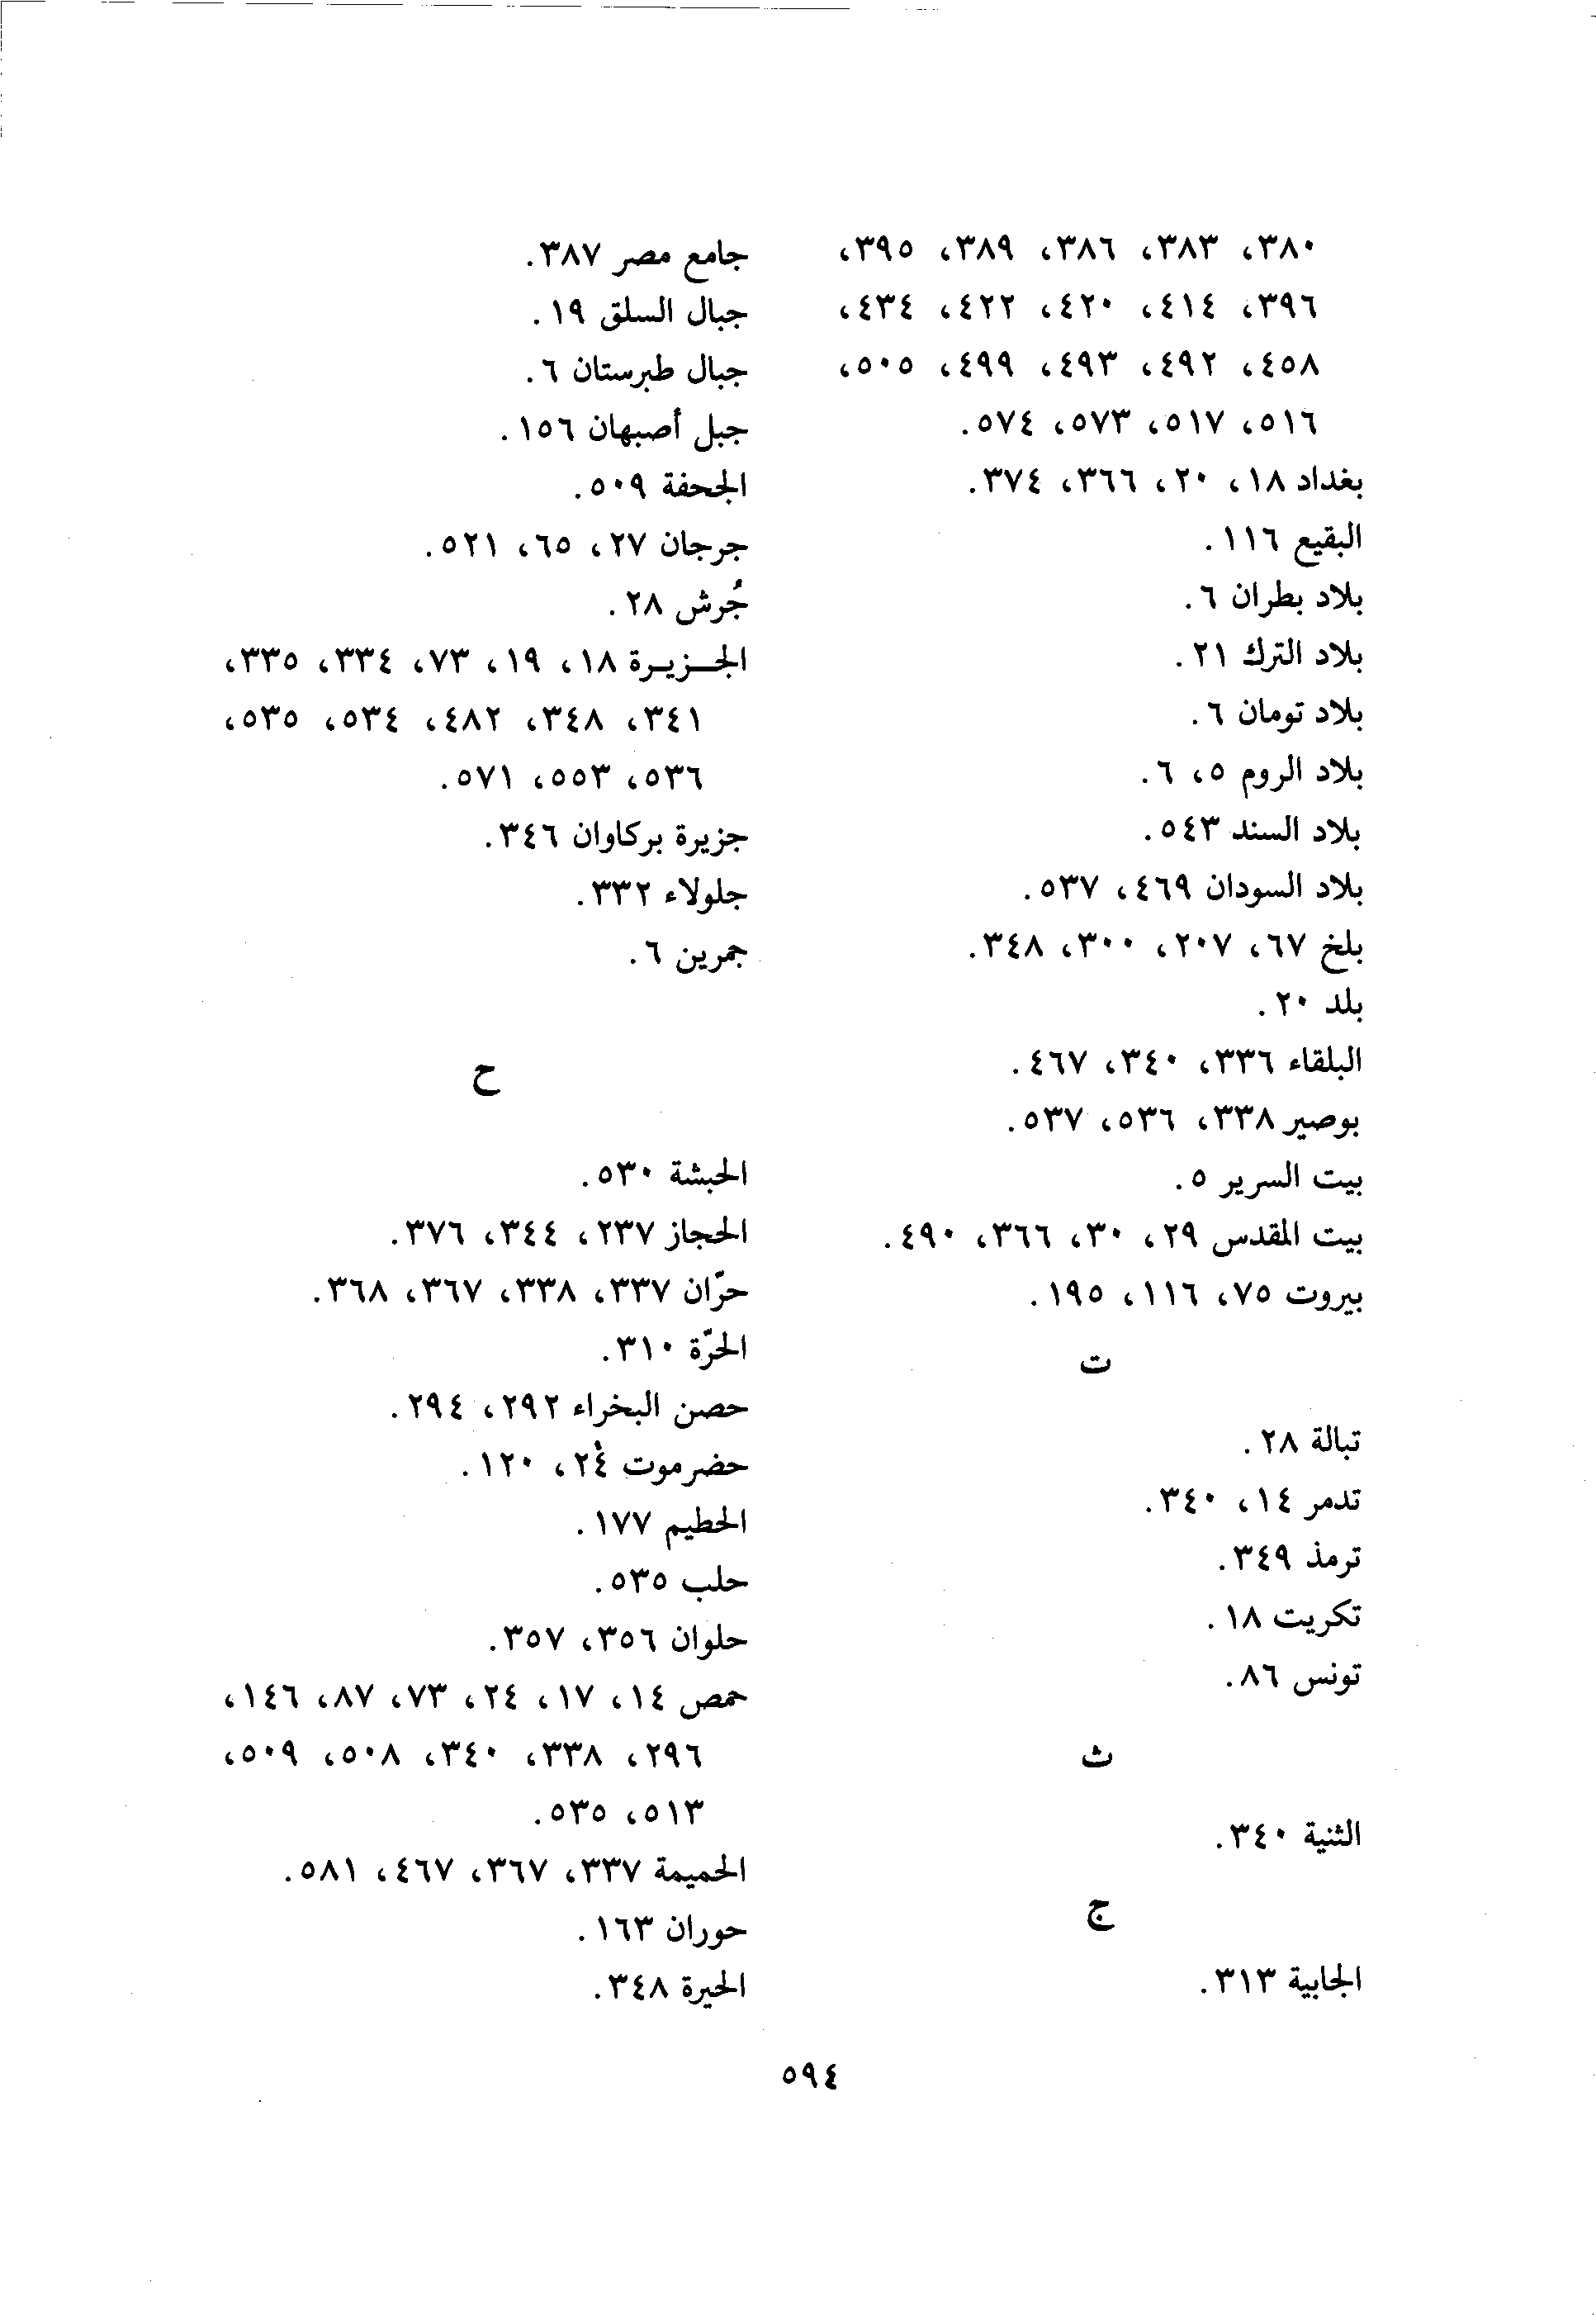 ٣٨٠، ٣٨٣، ٣٨٦، ٣٨٩، ٣٩٥،
٣٩٦، ٤١٤، ٤٢٠، ٤٢٢، ٤٣٤،
٤٥٨، ٤٩٢، ٤٩٣، ٤٩٩، ٥٠٥،
٥١٦، ٥١٧، ٥٧٣، ٥٧٤.
بغداد ١٨، ٢٠، ٣٦٦، ٣٧٤.
البقيع ١١٦.
بلاد بطران ٦.
بلاد الترك ٢١.
بلاد تومان ٦.
بلاد الروم ٥، ٦.
بلاد السند ٥٤٣.
بلاد السودان ٤٦٩، ٥٣٧.
بلخ ٦٧، ٢٠٧، ٣٠٠، ٣٤٨.
بلد ٢٠.
البلقاء ٣٣٦، ٣٤٠، ٤٦٧.
بوصير ٣٣٨، ٥٣٦، ٥٣٧.
بيت السرير ٥.
بيت المقدس ٢٩، ٣٠، ٣٦٦، ٤٩٠.
بيروت ٧٥، ١١٦، ١٩٥.
ت
تبالة ٢٨.
تدمر ١٤، ٣٤٠.
ترمذ ٣٤٩.
تكريت ١٨.
تونس ٨٦.
ث
الثنية ٣٤٠.
ج
الجابية ٣١٣.
جامع مصر ٣٨٧.
جبال السلق ١٩.
جبال طبرستان ٦.
جبل أصبهان ١٥٦.
الجحفة ٥٠٩.
جرجان ٢٧، ٦٥، ٥٢١.
جُرش ٢٨.
الجـزيـرة ١٨، ١٩، ٧٣، ٣٣٤، ٣٣٥،
٣٤١، ٣٤٨، ٤٨٢، ٥٣٤، ٥٣٥،
٥٣٦، ٥٥٣، ٥٧١.
جزيرة بركاوان ٣٤٦.
جلولاء ٣٣٢.
جمرين ٦.
ح
الحبشة ٥٣٠.
الحجاز ٢٣٧، ٣٤٤، ٣٧٦.
حرّان ٣٣٧، ٣٣٨، ٣٦٧، ٣٦٨.
الحرّة ٣١٠.
حصن البخراء ٢٩٢، ٢٩٤.
حضرموت ٢٤، ١٢٠.
الحطيم ١٧٧.
حلب ٥٣٥.
حلوان ٣٥٦، ٣٥٧.
حمص ١٤، ١٧، ٢٤، ٧٣، ٨٧، ١٤٦،
٢٩٦، ٣٣٨، ٣٤٠، ٥٠٨، ٥٠٩،
٥١٣، ٥٣٥.
الحميمة ٣٣٧، ٣٦٧، ٤٦٧، ٥٨١.
حوران ١٦٣.
الحيرة ٣٤٨.
٥٩٤